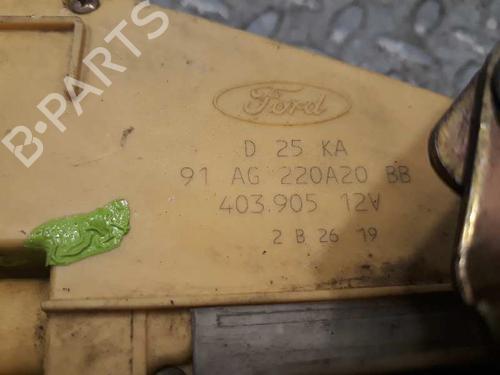 B-PARTS
Ford
D 25 KA
91 AG 220A20 BB
403.905 12V
2 B 26 19